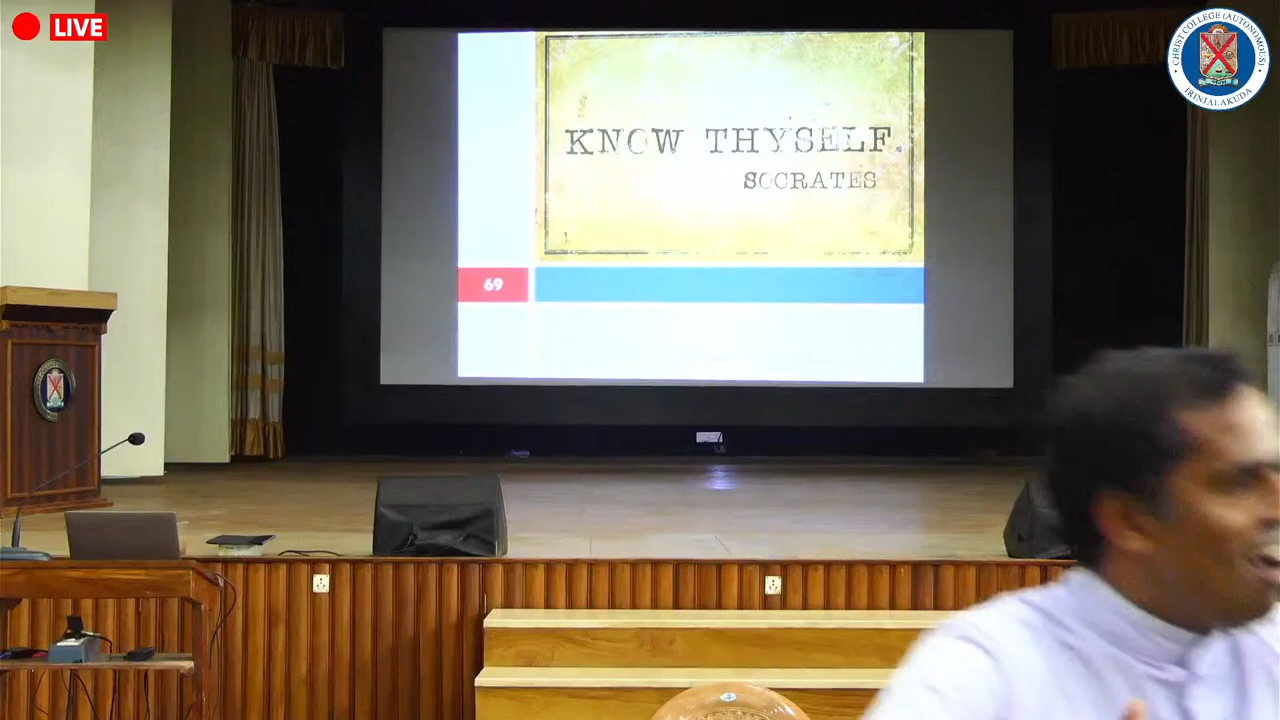 LIVE
CHRIST COLLEGE (AUTONOMOUS)
IRINJALAKUDA
KNOW THYSELF.
SOCRATES
69